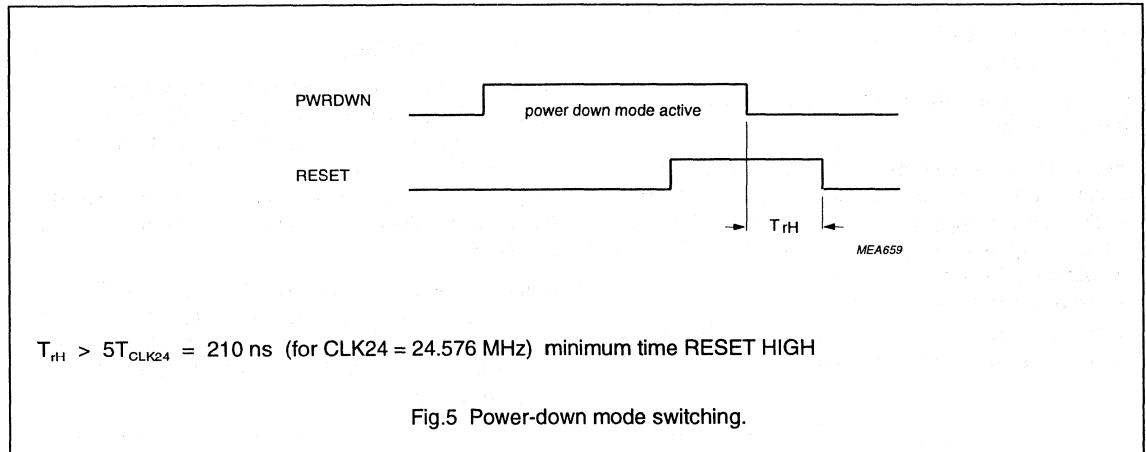 PWRDWN
power down mode active
RESET
TrH
MEA659
TrH > 5TCLK24 = 210 ns (for CLK24 = 24.576 MHz) minimum time RESET HIGH
Fig.5 Power-down mode switching.